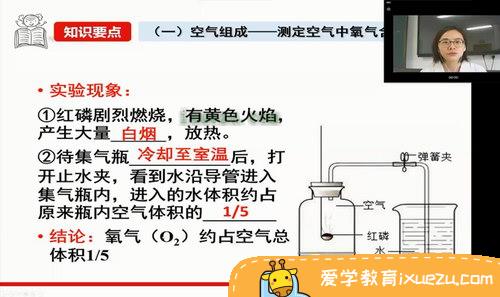 知识要点
(一)空气组成——测定空气中氧气含
• 实验现象:
①红磷剧烈燃烧,有黄色火焰,
产生大量 白烟 ,放热。
②待集气瓶 冷却至室温 后,打
开止水夹,看到水沿导管进入
集气瓶内,进入的水体积约占
原来瓶内空气体积的 1/5
• 结论:氧气(O₂)约占空气总
体积1/5
弹簧夹
空气
红磷
水
爱学教育ixuezu.com